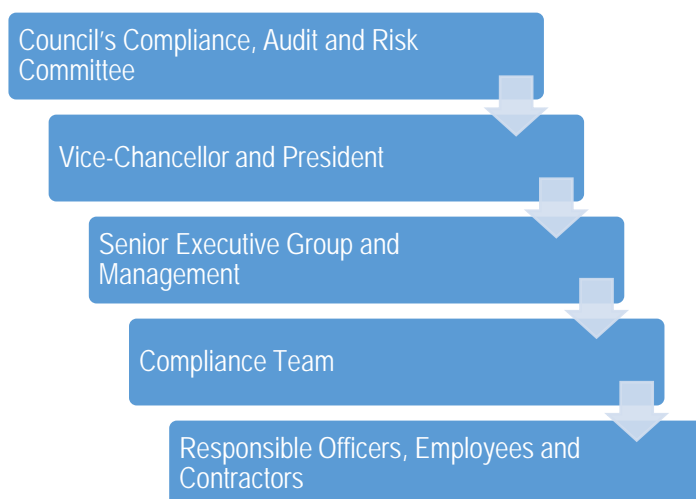 Council’s Compliance, Audit and Risk
Committee
Vice-Chancellor and President
Senior Executive Group and
Management
Compliance Team
Responsible Officers, Employees and
Contractors